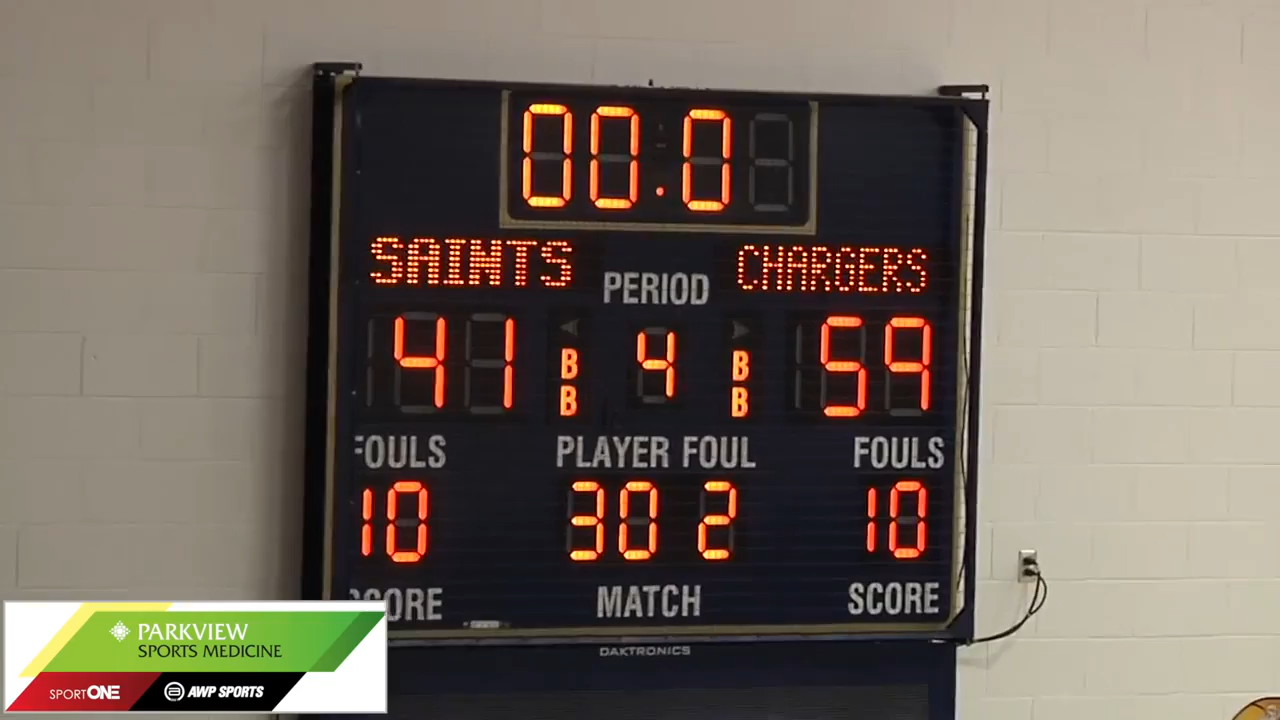 00.0
SAINTS CHARGERS
PERIOD
41 B B 4 B B 59
FOULS PLAYER FOUL FOULS
10 30 2 10
SCORE MATCH SCORE
DAKTRONICS
PARKVIEW
SPORTS MEDICINE
SPORTONE AWP SPORTS